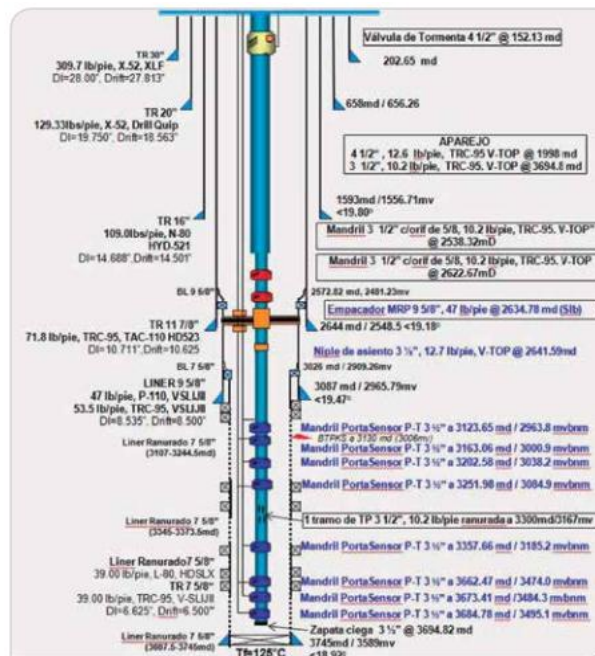 Válvula de Tormenta 4 1/2" @ 152.13 md
TR 30"
309.7 lb/pie, X.52, XLF
DI=28.00", Drift=27.813"
202.65 md
TR 20"
129.33lbs/pie, X-52, Drill Quip
DI=19.750", Drift=18.563"
658md / 656.26
APAREJO
4 1/2" , 12.6 lb/pie, TRC-95 V-TOP @ 1998 md
3 1/2", 10.2 lb/pie, TRC-95. V-TOP @ 3694.8 md
1593md /1556.71mv
<19.80°
TR 16"
109.0lbs/pie, N-80
HYD-521
DI=14.688", Drift=14.501"
Mandril 3 1/2" c/orif de 5/8, 10.2 lb/pie, TRC-95. V-TOP"
@ 2538.32mD
Mandril 3 1/2" c/orif de 5/8, 10.2 lb/pie, TRC-95. V-TOP
@ 2622.67mD
BL 9 5/8"
2572.82 md, 2481.23mv
Empacador MRP 9 5/8", 47 lb/pie @ 2634.78 md (Slb)
TR 11 7/8"
71.8 lb/pie, TRC-95, TAC-110 HD523
DI=10.711", Drift=10.625
2644 md / 2548.5 <19.18°
Niple de asiento 3 ½", 12.7 lb/pie, V-TOP @ 2641.59md
BL 7 5/8"
3026 md / 2909.26mv
LINER 9 5/8"
47 lb/pie, P-110, VSLIJII
53.5 lb/pie, TRC-95, VSLIJII
DI=8.535", Drift=8.500"
3087 md / 2965.79mv
<19.47°
Mandril PortaSensor P-T 3 ½" a 3123.65 md / 2963.8 mvbnm
BTPKS a 3130 md (3006mv)
Liner Ranurado 7 5/8"
(3107-3244.5md)
Mandril PortaSensor P-T 3 ½" a 3163.06 md / 3000.9 mvbnm
Mandril PortaSensor P-T 3 ½" a 3202.58 md / 3038.2 mvbnm
Mandril PortaSensor P-T 3 ½" a 3251.98 md / 3084.9 mvbnm
1 tramo de TP 3 1/2", 10.2 lb/pie ranurada a 3300md/3167mv
Liner Ranurado 7 5/8"
(3345-3373.5md)
Mandril PortaSensor P-T 3 ½" a 3357.66 md / 3185.2 mvbnm
Liner Ranurado7 5/8"
39.00 lb/pie, L-80, HDSLX
TR 7 5/8"
39.00 lb/pie, TRC-95, V-SLIJII
DI=6.625", Drift=6.500"
Mandril PortaSensor P-T 3 ½" a 3662.47 md / 3474.0 mvbnm
Mandril PortaSensor P-T 3 ½" a 3673.41 md /3484.3 mvbnm
Mandril PortaSensor P-T 3 ½" a 3684.78 md / 3495.1 mvbnm
Zapata ciega 3 ½" @ 3694.82 md
Liner Ranurado 7 5/8"
(3687.5-3745md)
3745md / 3589mv
Tf=125°C
<18.93°